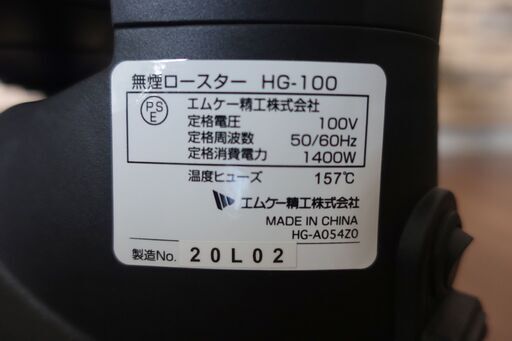 無煙ロースター HG-100
PSE
エムケー精工株式会社
定格電圧 100V
定格周波数 50/60Hz
定格消費電力 1400W
温度ヒューズ 157℃
エムケー精工株式会社
MADE IN CHINA
HG-A054Z0
製造No. 20L02